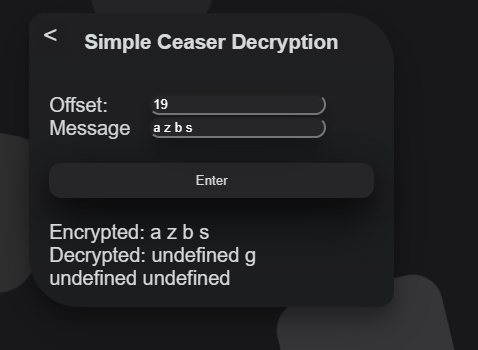 <
Simple Ceaser Decryption
Offset: 19
Message a z b s
Enter
Encrypted: a z b s
Decrypted: undefined g
undefined undefined